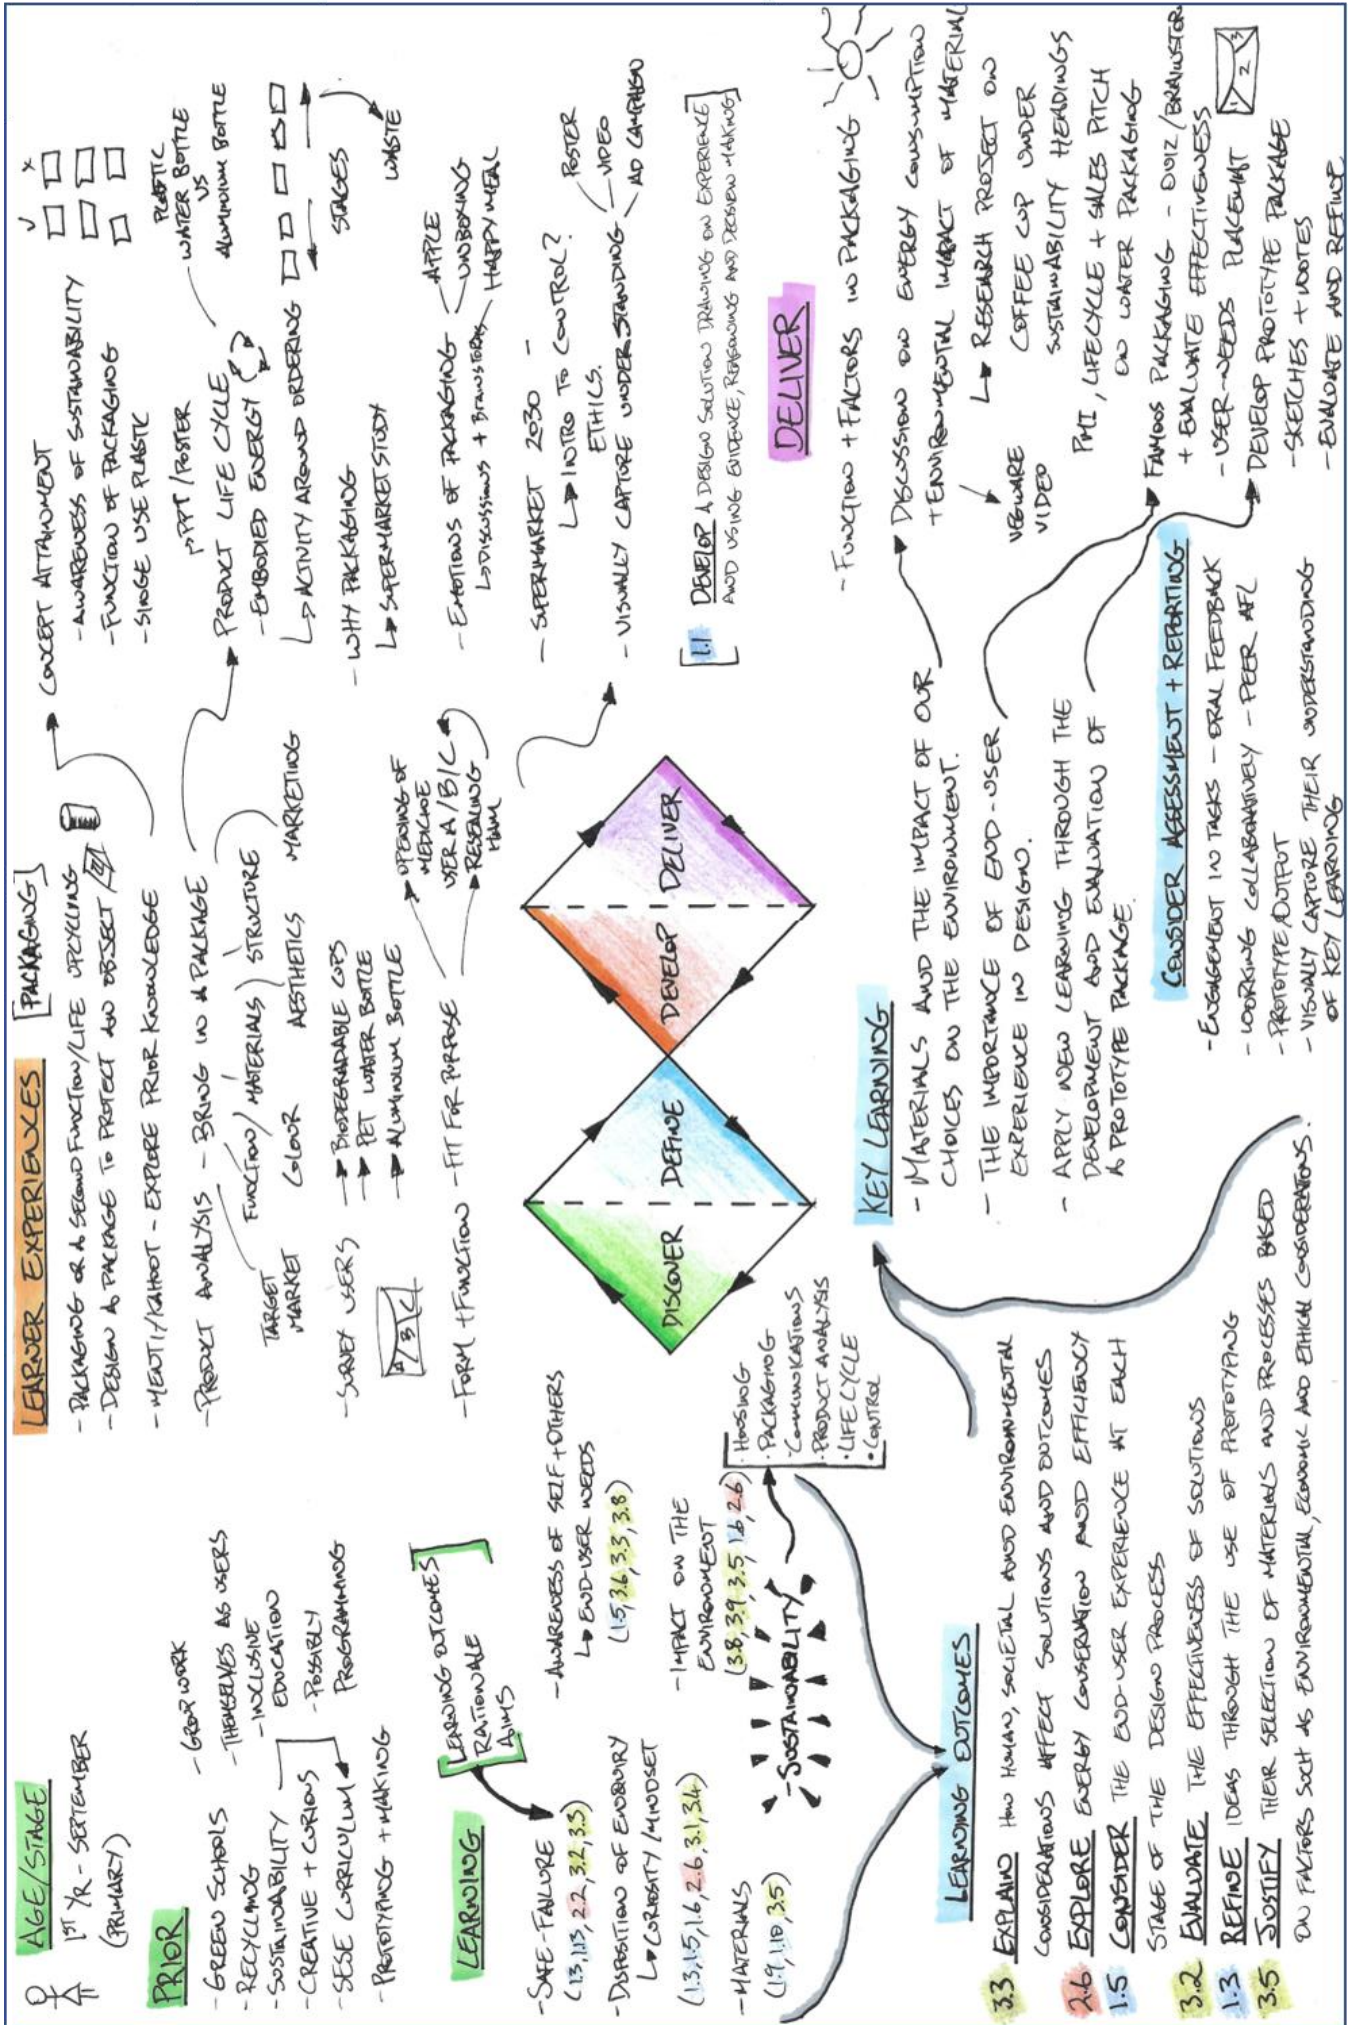 AGE/STAGE
1ST YR - SEPTEMBER
(PRIMARY)
PRIOR
- GREEN SCHOOLS
- RECYCLING
- SUSTAINABILITY
- CREATIVE + CURIOUS
- SESE CURRICULUM
- PROTOTYPING + MAKING
- GROUPWORK
- THEMSELVES AS USERS
- INCLUSIVE
EDUCATION
- POSSIBLY
PROGRAMMING
LEARNING
LEARNING OUTCOMES
RATIONALE
AIMS
- SAFE-FAILURE
(1.3, 1.13, 2.2, 3.2, 3.5)
- DISPOSITION OF ENQUIRY
CURIOSITY/MINDSET
(1.3, 1.5, 1.6, 2.6, 3.1, 3.4)
- MATERIALS
(1.9, 1.10, 3.5)
- AWARENESS OF SELF + OTHERS
END-USER NEEDS
(1.5, 3.6, 3.3, 3.8)
- IMPACT ON THE
ENVIRONMENT
(3.8, 3.9, 3.5, 1.6, 2.6)
- SUSTAINABILITY
· HOUSING
· PACKAGING
· COMMUNICATIONS
· PRODUCT ANALYSIS
· LIFE CYCLE
· CONTROL
LEARNING OUTCOMES
3.3 EXPLAIN HOW HUMAN, SOCIETAL AND ENVIRONMENTAL
CONSIDERATIONS AFFECT SOLUTIONS AND OUTCOMES
2.6 EXPLORE ENERGY CONSERVATION AND EFFICIENCY
1.5 CONSIDER THE END-USER EXPERIENCE AT EACH
STAGE OF THE DESIGN PROCESS
3.2 EVALUATE THE EFFECTIVENESS OF SOLUTIONS
1.3 REFINE IDEAS THROUGH THE USE OF PROTOTYPING
3.5 JUSTIFY THEIR SELECTION OF MATERIALS AND PROCESSES BASED
ON FACTORS SUCH AS ENVIRONMENTAL, ECONOMIC AND ETHICAL CONSIDERATIONS.
LEARNER EXPERIENCES [PACKAGING]
- PACKAGING OR A SECOND FUNCTION/LIFE UPCYCLING
- DESIGN A PACKAGE TO PROTECT AN OBJECT
- MENTI/KAHOOT - EXPLORE PRIOR KNOWLEDGE
- PRODUCT ANALYSIS - BRING IN A PACKAGE
TARGET
MARKET
FUNCTION/MATERIALS/STRUCTURE
COLOUR AESTHETICS MARKETING
- SURVEY USERS
BIODEGRADABLE CUPS
PET WATER BOTTLE
ALUMINIUM BOTTLE
A B C
- FORM + FUNCTION - FIT FOR PURPOSE
OPENING OF
MEDICINE
USER A/B/C
RESEALING
HAM
CONCEPT ATTAINMENT
- AWARENESS OF SUSTAINABILITY
- FUNCTION OF PACKAGING
- SINGE USE PLASTIC
PPT/POSTER
PRODUCT LIFE CYCLE
- EMBODIED ENERGY
ACTIVITY AROUND ORDERING
PLASTIC
WATER BOTTLE
VS
ALUMINIUM BOTTLE
STAGES
WASTE
- WHY PACKAGING
SUPERMARKET STUDY
- EMOTIONS OF PACKAGING
DISCUSSIONS + BRAINSTORMS
APPLE
UNBOXING
HAPPY MEAL
- SUPERMARKET 2030 -
INTRO TO CONTROL?
ETHICS.
- VISUALLY CAPTURE UNDERSTANDING
POSTER
VIDEO
AD CAMPAIGN
1.1 DEVELOP A DESIGN SOLUTION DRAWING ON EXPERIENCE
AND USING EVIDENCE, REASONING AND DECISION MAKING
DISCOVER DEFINE DEVELOP DELIVER
KEY LEARNING
- MATERIALS AND THE IMPACT OF OUR
CHOICES ON THE ENVIRONMENT.
- THE IMPORTANCE OF END-USER
EXPERIENCE IN DESIGN.
- APPLY NEW LEARNING THROUGH THE
DEVELOPMENT AND EVALUATION OF
A PROTOTYPE PACKAGE.
CONSIDER ASSESSMENT + REPORTING
- ENGAGEMENT IN TASKS - ORAL FEEDBACK
- WORKING COLLABORATIVELY - PEER AFL
- PROTOTYPE/OUTPUT
- VISUALLY CAPTURE THEIR UNDERSTANDING
OF KEY LEARNING
DELIVER
- FUNCTION + FACTORS IN PACKAGING
DISCUSSION ON ENERGY CONSUMPTION
+ ENVIRONMENTAL IMPACT OF MATERIAL
VEGWARE
VIDEO
RESEARCH PROJECT ON
COFFEE CUP UNDER
SUSTAINABILITY HEADINGS
PMI, LIFECYCLE + SALES PITCH
ON WATER PACKAGING
FAMOUS PACKAGING - QUIZ/BRAINSTORM
+ EVALUATE EFFECTIVENESS
- USER-NEEDS PLACEMAT
1 2 3
DEVELOP PROTOTYPE PACKAGE
- SKETCHES + NOTES
- EVALUATE AND REFINE